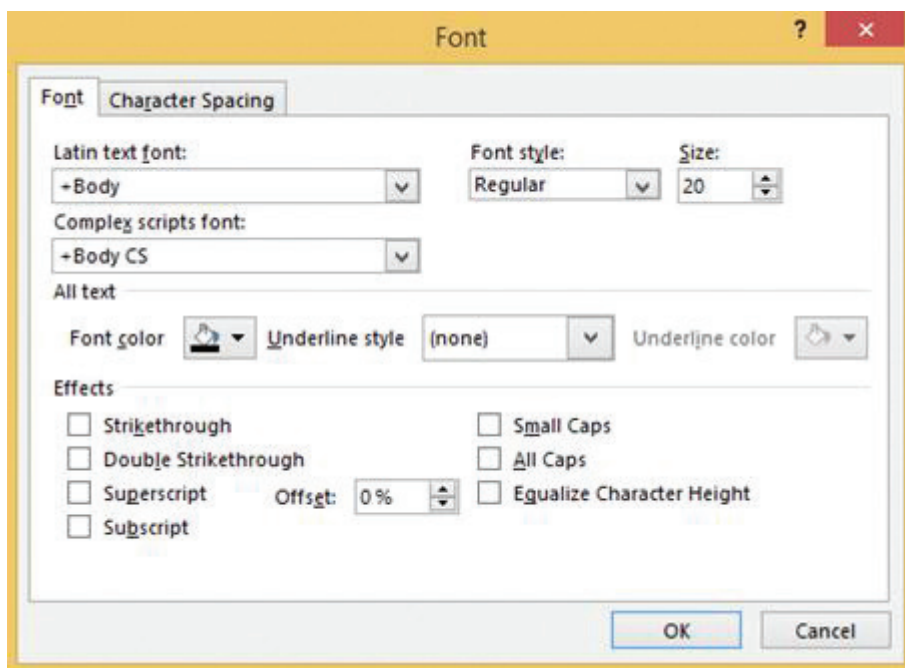 Font
? ×
Font Character Spacing
Latin text font: Font style: Size:
+Body Regular 20
Complex scripts font:
+Body CS
All text
Font color Underline style (none) Underline color
Effects
Strikethrough Small Caps
Double Strikethrough All Caps
Superscript Offset: 0% Equalize Character Height
Subscript
OK Cancel